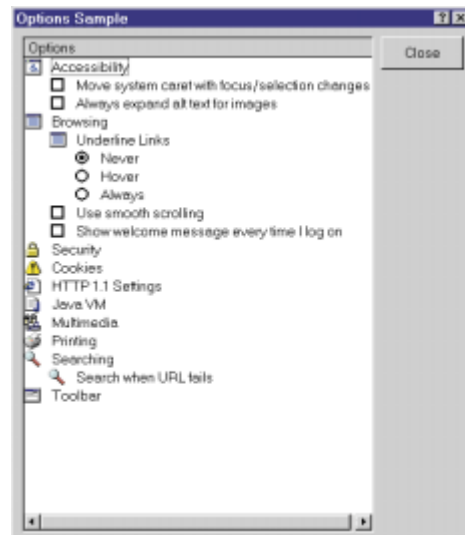 Options Sample
Options
Close
Accessibility
Move system caret with focus/selection changes
Always expand alt text for images
Browsing
Underline Links
Never
Hover
Always
Use smooth scrolling
Show welcome message every time I log on
Security
Cookies
HTTP 1.1 Settings
Java VM
Multimedia
Printing
Searching
Search when URL fails
Toolbar